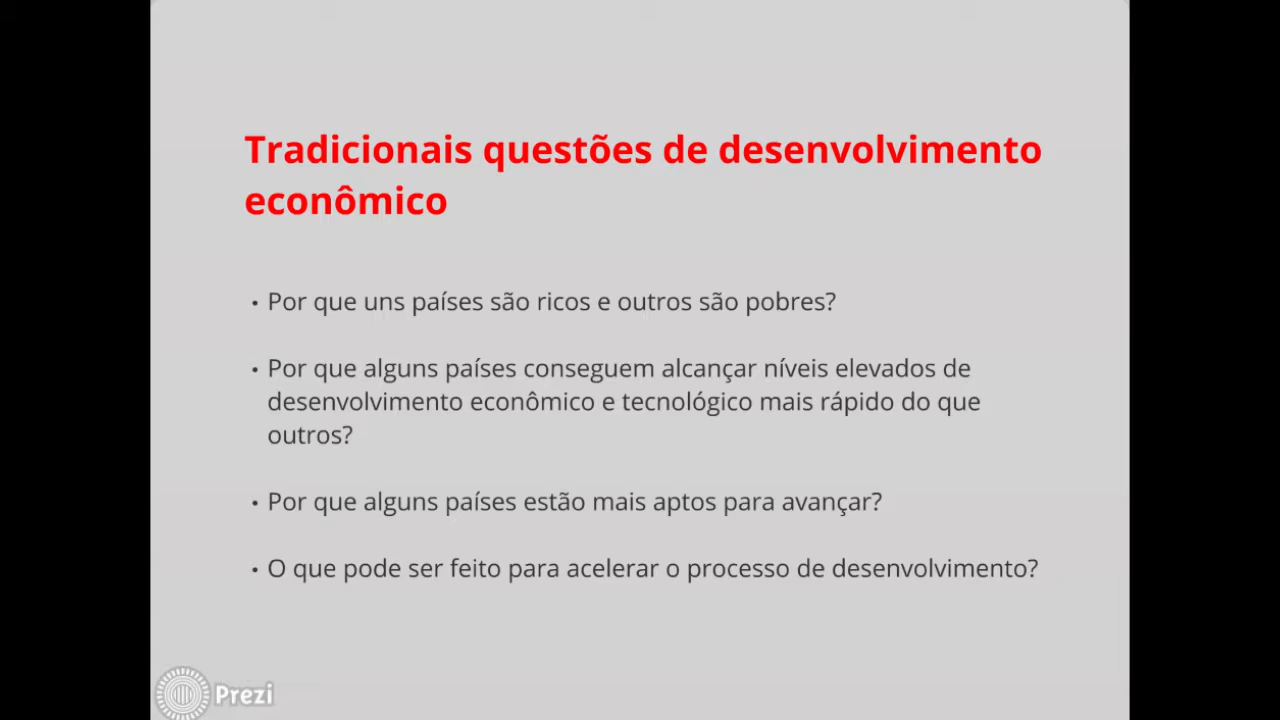 Tradicionais questões de desenvolvimento
econômico
• Por que uns países são ricos e outros são pobres?
• Por que alguns países conseguem alcançar níveis elevados de
desenvolvimento econômico e tecnológico mais rápido do que
outros?
• Por que alguns países estão mais aptos para avançar?
• O que pode ser feito para acelerar o processo de desenvolvimento?
Prezi